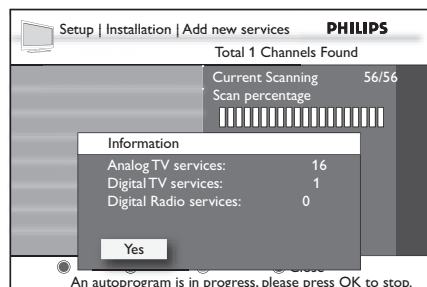 Setup | Installation | Add new services PHILIPS
Total 1 Channels Found
Current Scanning 56/56
Scan percentage
Information
Analog TV services: 16
Digital TV services: 1
Digital Radio services: 0
Yes
Close
An autoprogram is in progress, please press OK to stop.